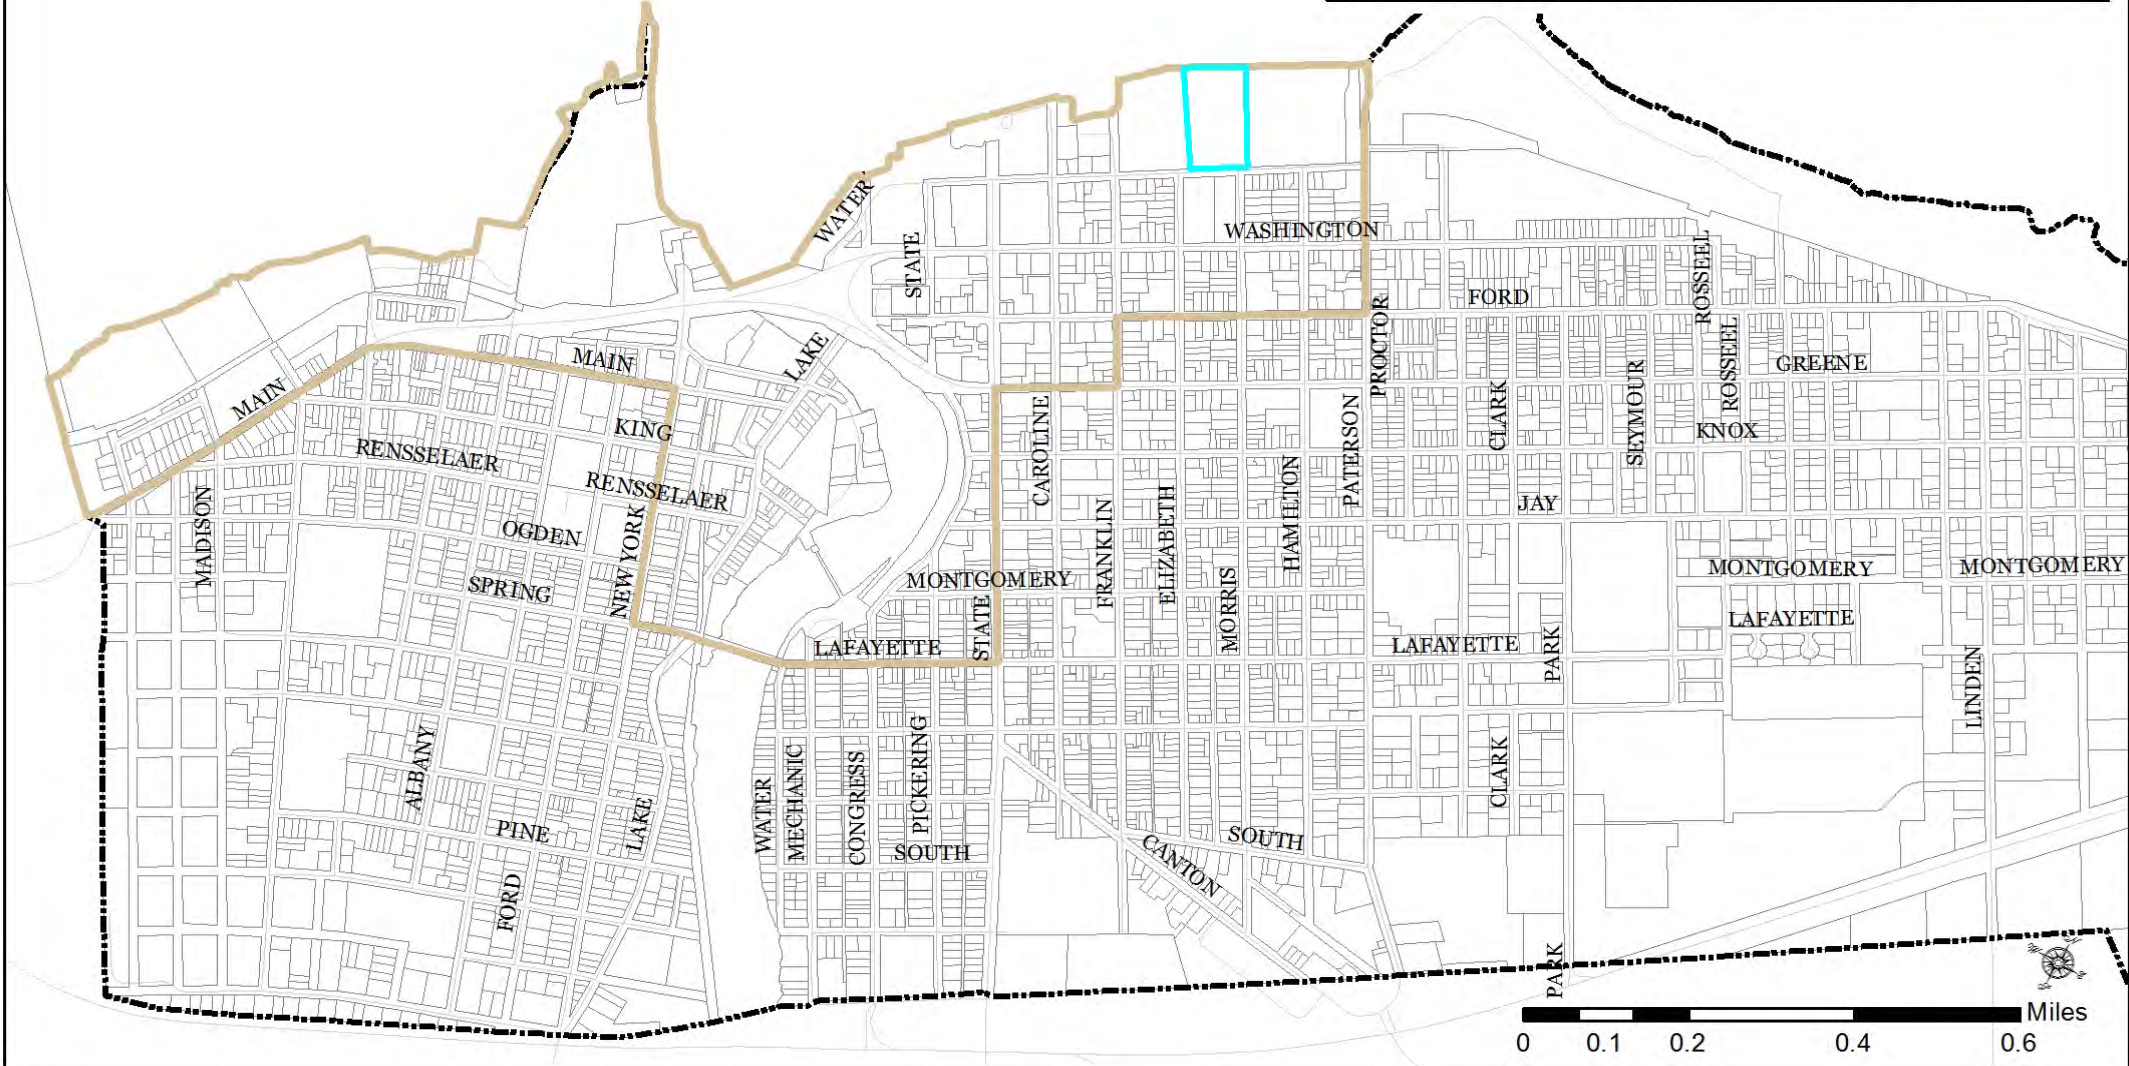 WATER
STATE
WASHINGTON
ROSSEEL
FORD
PROCTOR
MAIN
LAKE
GREENE
MAIN
ROSSEEL
SEYMOUR
CLARK
KING
CAROLINE
PATERSON
KNOX
RENSSELAER
RENSSELAER
HAMILTON
JAY
MADISON
OGDEN
NEW YORK
FRANKLIN
ELIZABETH
MORRIS
MONTGOMERY
MONTGOMERY
MONTGOMERY
SPRING
STATE
LAFAYETTE
LAFAYETTE
LAFAYETTE
PARK
LINDEN
ALBANY
PICKERING
CLARK
WATER
MECHANIC
CONGRESS
LAKE
PINE
SOUTH
SOUTH
CANTON
FORD
PARK
Miles
0 0.1 0.2 0.4 0.6